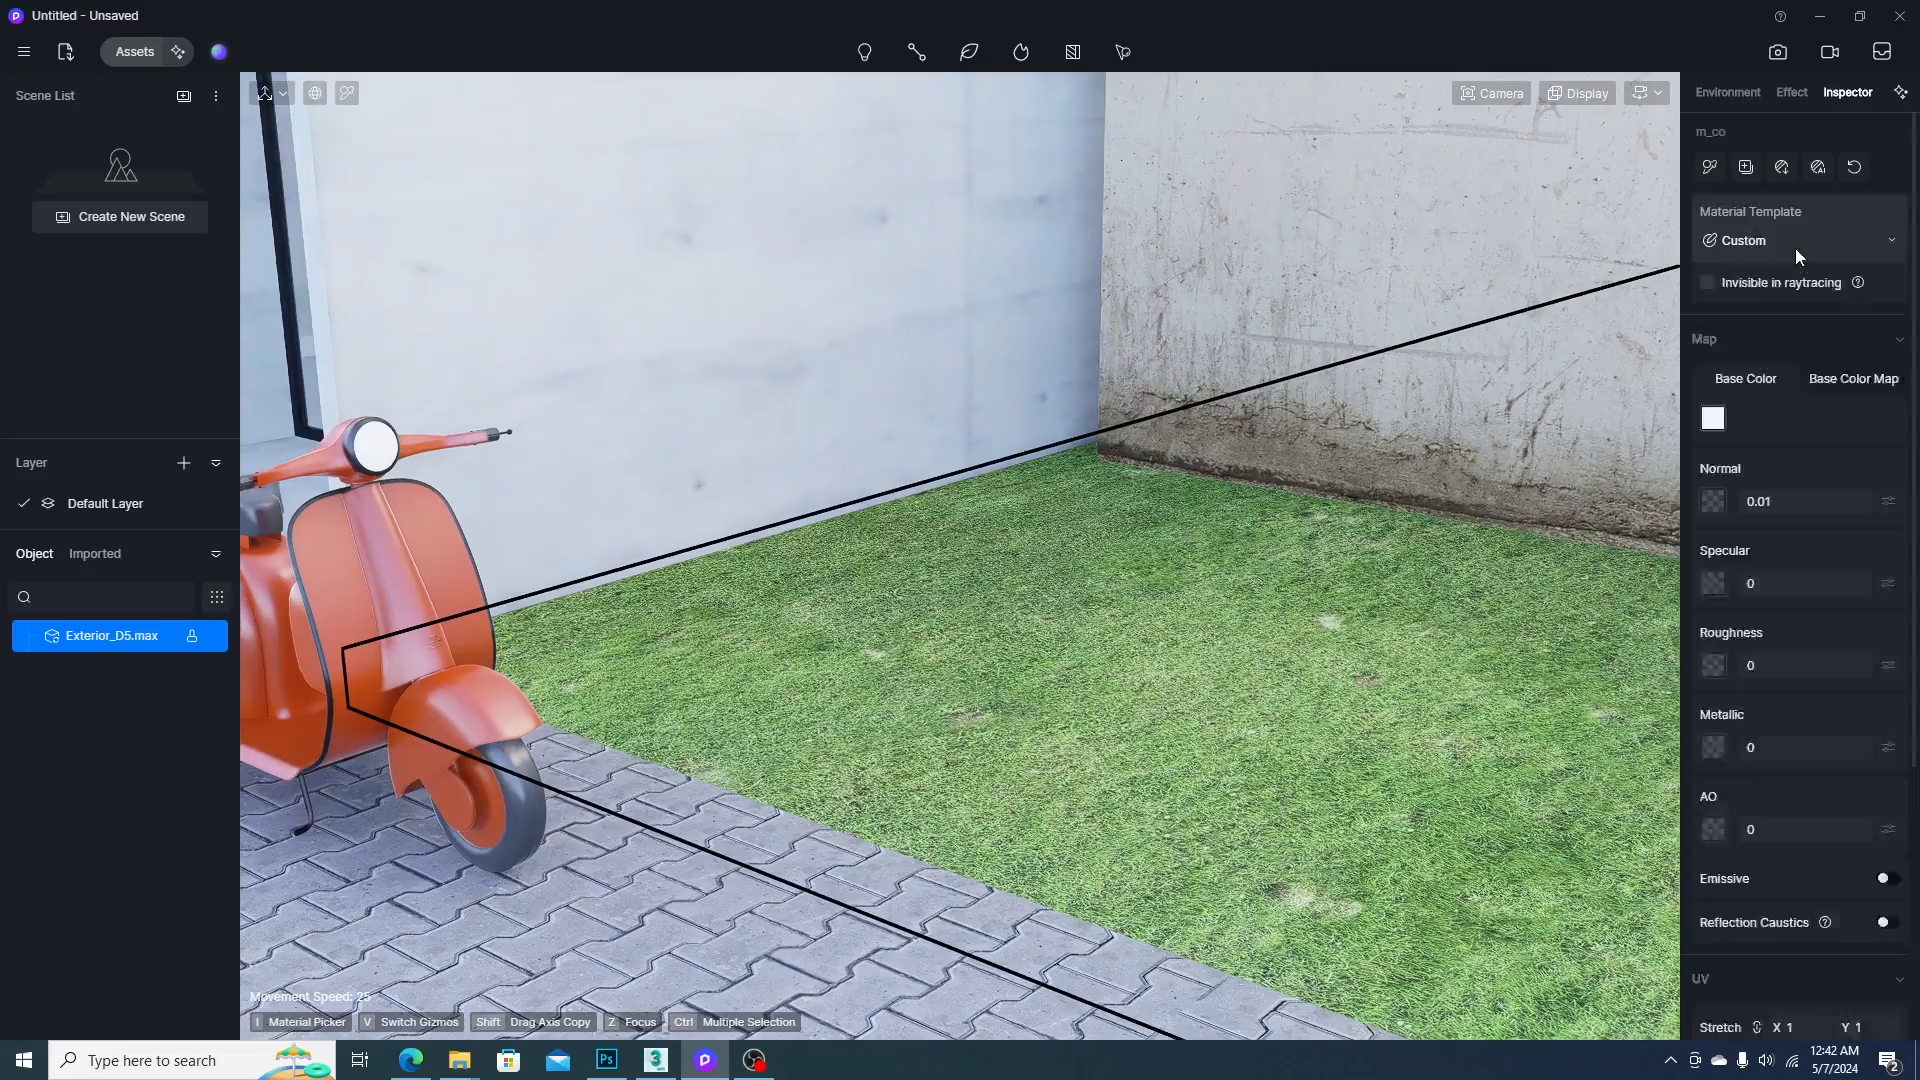 Untitled - Unsaved
Assets
Scene List
Create New Scene
Layer
Default Layer
Object
Imported
Exterior_D5.max
Camera
Display
Environment
Effect
Inspector
m_co
Material Template
Custom
Invisible in raytracing
Map
Base Color
Base Color Map
Normal
0.01
Specular
0
Roughness
0
Metallic
0
AO
0
Emissive
Reflection Caustics
UV
Stretch
X 1
Y 1
Movement Speed: 25
I Material Picker
V Switch Gizmos
Shift Drag Axis Copy
Z Focus
Ctrl Multiple Selection
Type here to search
Ps
3
12:42 AM
5/7/2024
2